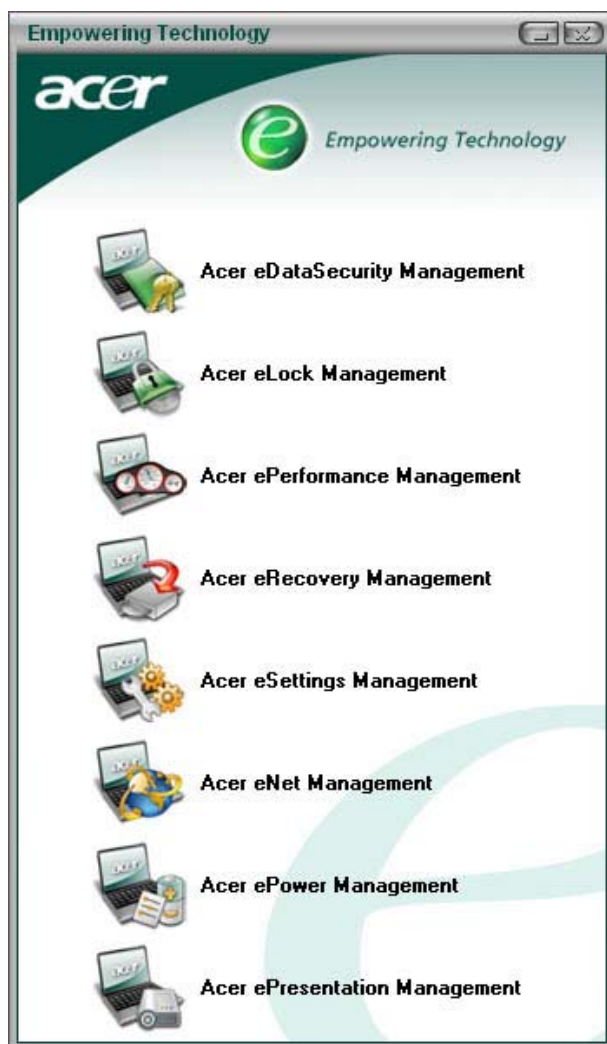 Empowering Technology
acer
e Empowering Technology
Acer eDataSecurity Management
Acer eLock Management
Acer ePerformance Management
Acer eRecovery Management
Acer eSettings Management
Acer eNet Management
Acer ePower Management
Acer ePresentation Management